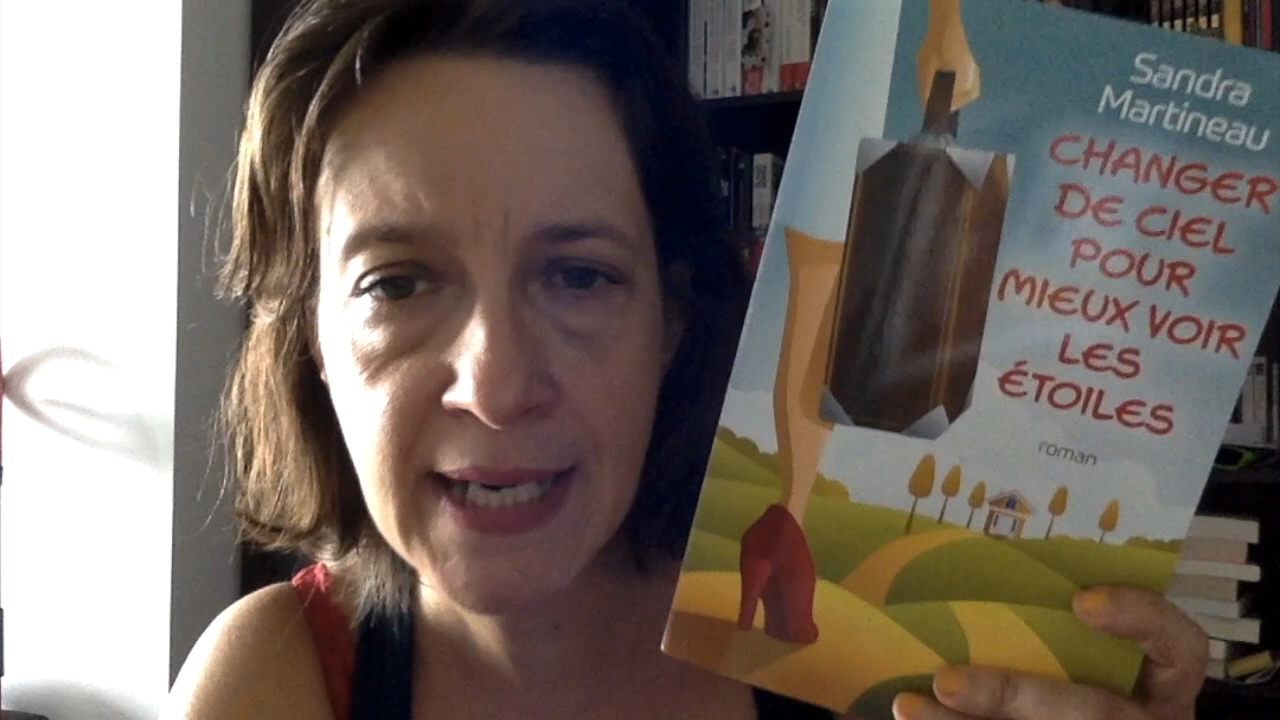 Sandra
Martineau
CHANGER
DE CIEL
POUR
MIEUX VOIR
LES
ÉTOILES
roman